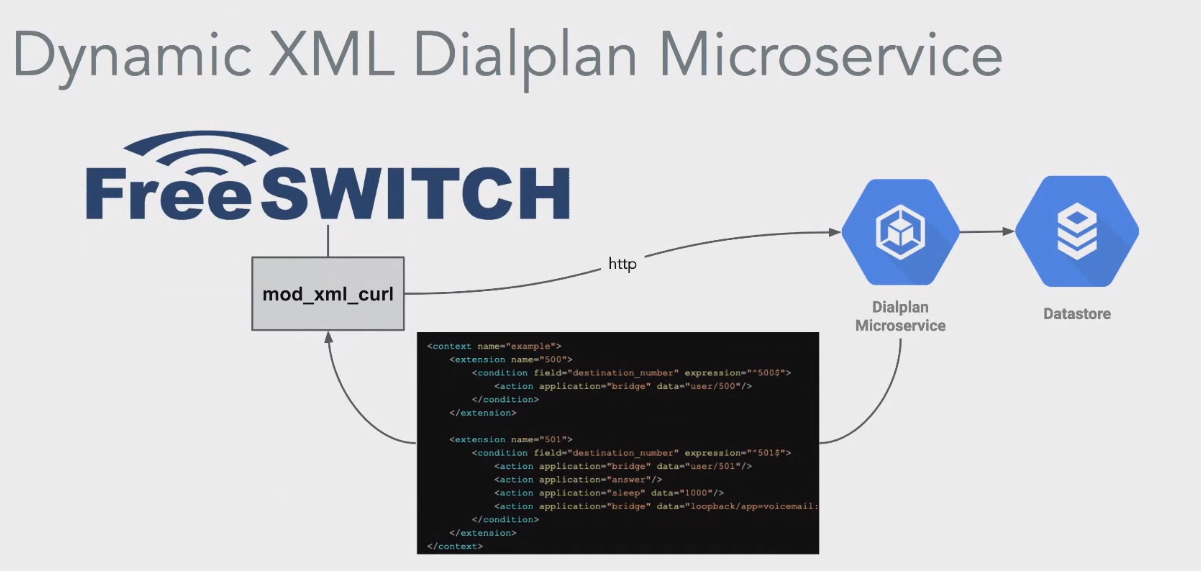 Dynamic XML Dialplan Microservice
FreeSWITCH
mod_xml_curl
http
Dialplan
Microservice
Datastore
<context name="example">
<extension name="500">
<condition field="destination_number" expression="^500$">
<action application="bridge" data="user/500"/>
</condition>
</extension>
<extension name="501">
<condition field="destination_number" expression="^501$">
<action application="bridge" data="user/501"/>
<action application="answer"/>
<action application="sleep" data="1000"/>
<action application="bridge" data="loopback/app=voicemail:
</condition>
</extension>
</context>